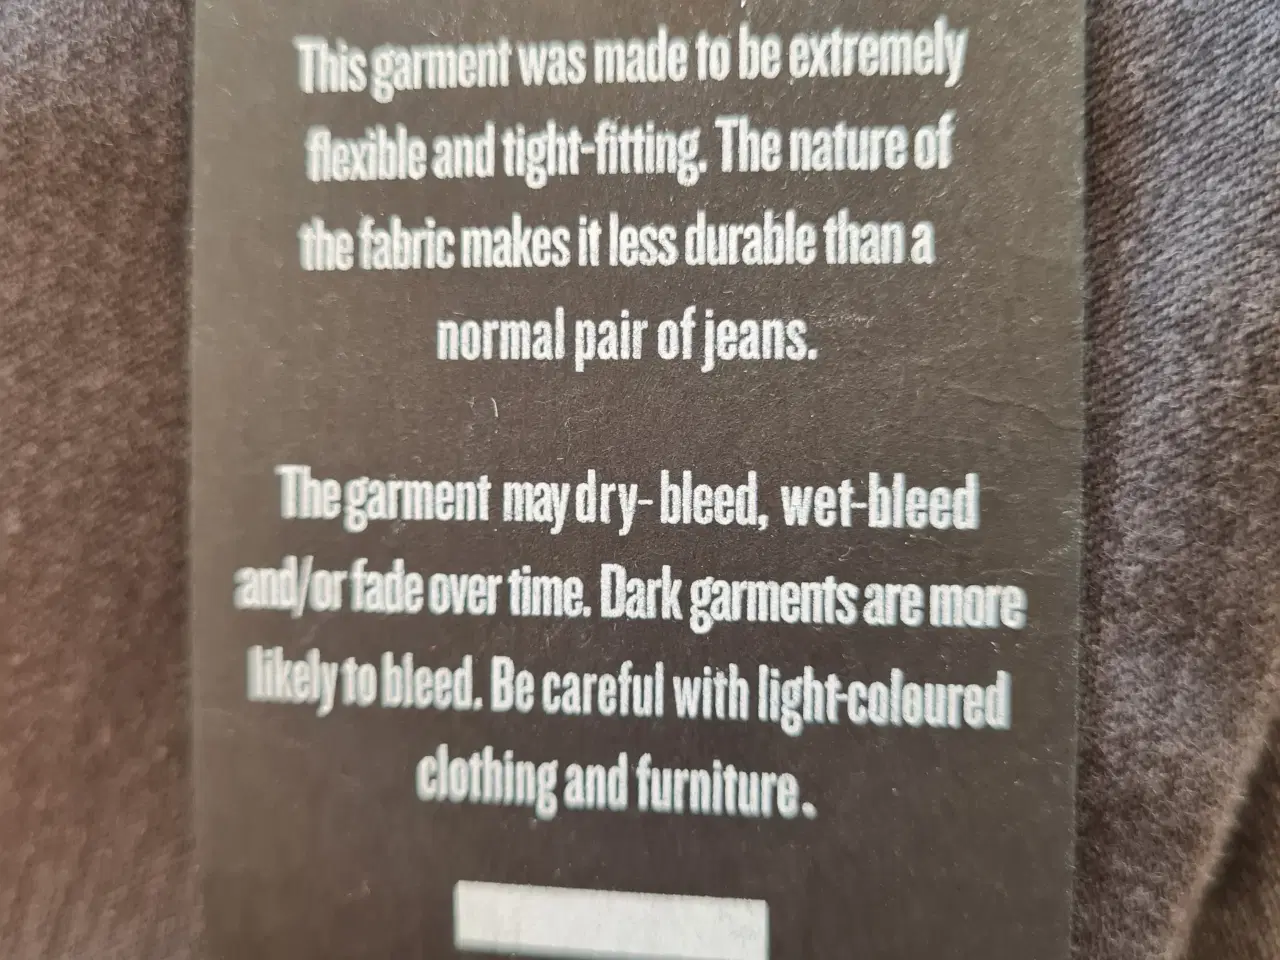 This garment was made to be extremely
flexible and tight-fitting. The nature of
the fabric makes it less durable than a
normal pair of jeans.
The garment may dry- bleed, wet-bleed
and/or fade over time. Dark garments are more
likely to bleed. Be careful with light-coloured
clothing and furniture.